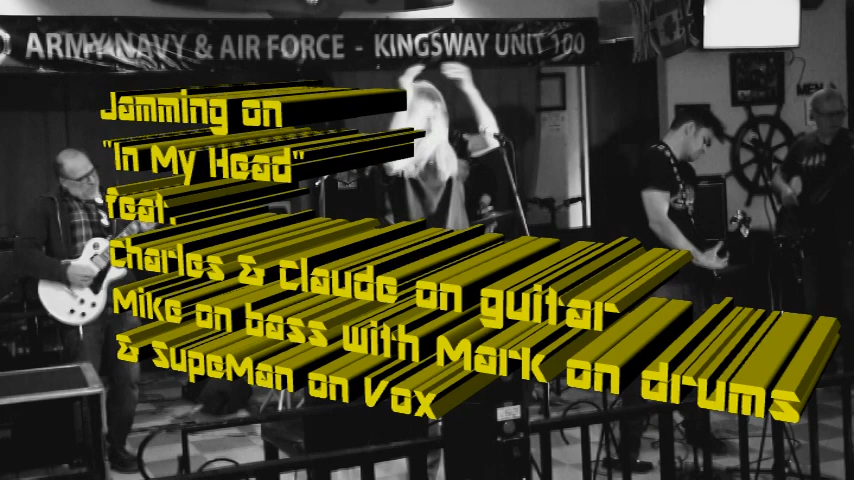 ARMY NAVY & AIR FORCE - KINGSWAY UNIT 100
MEN
Jamming on
"In My Head"
feat.
Charles & Claude on guitar
Mike on bass with Mark on drums
& SupeMan on Vox